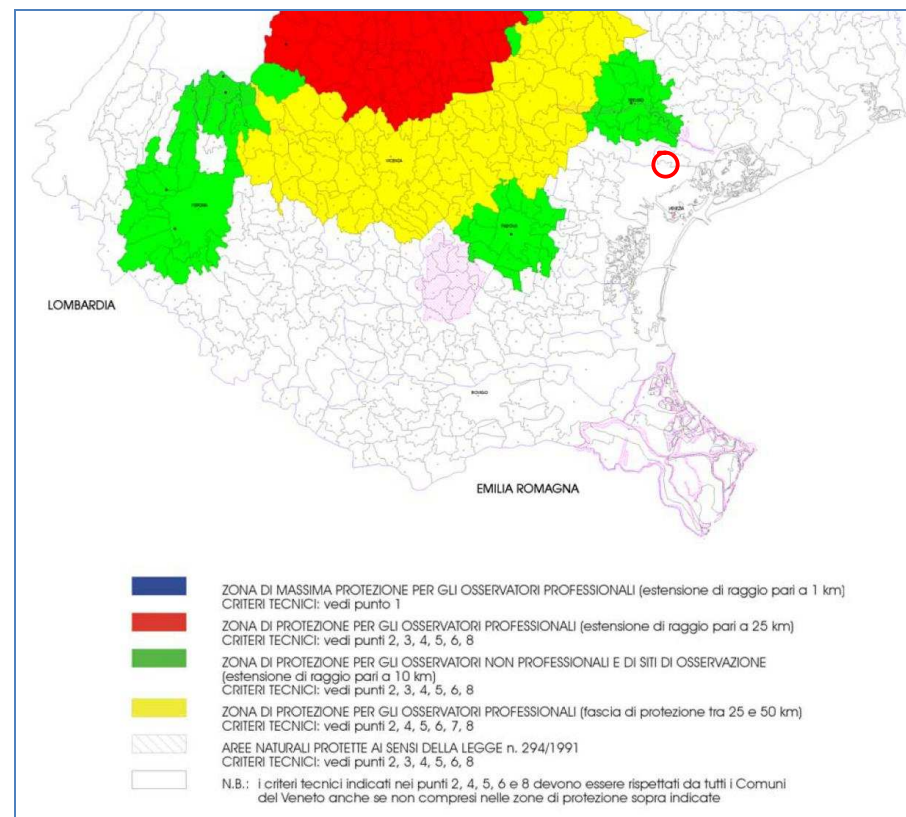 VICENZA
VENEZIA
LOMBARDIA
ROVIGO
EMILIA ROMAGNA
ZONA DI MASSIMA PROTEZIONE PER GLI OSSERVATORI PROFESSIONALI (estensione di raggio pari a 1 km)
CRITERI TECNICI: vedi punto 1
ZONA DI PROTEZIONE PER GLI OSSERVATORI PROFESSIONALI (estensione di raggio pari a 25 km)
CRITERI TECNICI: vedi punti 2, 3, 4, 5, 6, 8
ZONA DI PROTEZIONE PER GLI OSSERVATORI NON PROFESSIONALI E DI SITI DI OSSERVAZIONE
(estensione di raggio pari a 10 km)
CRITERI TECNICI: vedi punti 2, 3, 4, 5, 6, 8
ZONA DI PROTEZIONE PER GLI OSSERVATORI PROFESSIONALI (fascia di protezione tra 25 e 50 km)
CRITERI TECNICI: vedi punti 2, 4, 5, 6, 7, 8
AREE NATURALI PROTETTE AI SENSI DELLA LEGGE n. 294/1991
CRITERI TECNICI: vedi punti 2, 3, 4, 5, 6, 8
N.B.: i criteri tecnici indicati nei punti 2, 4, 5, 6 e 8 devono essere rispettati da tutti i Comuni
del Veneto anche se non compresi nelle zone di protezione sopra indicate